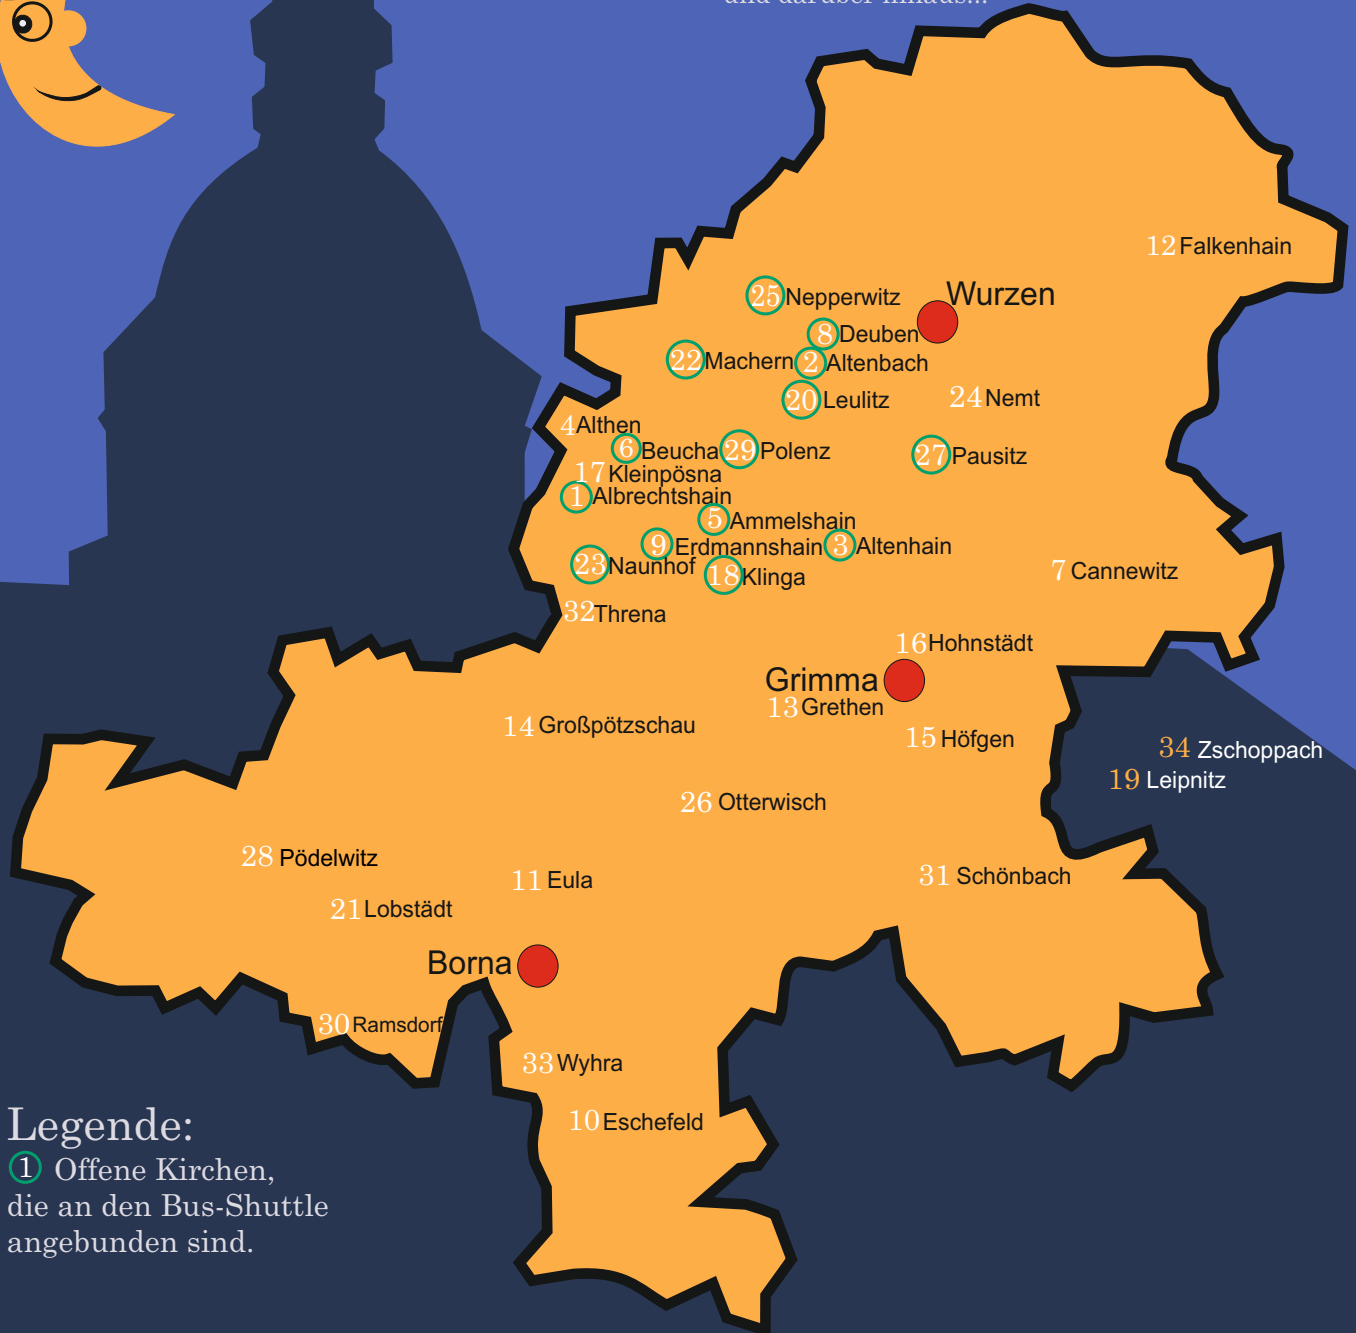 und darüber hinaus...
12 Falkenhain
Wurzen
25 Nepperwitz
8 Deuben
22 Machern
2 Altenbach
20 Leulitz
24 Nemt
4 Althen
6 Beucha
29 Polenz
27 Pausitz
17 Kleinpösna
1 Albrechtshain
5 Ammelshain
9 Erdmannshain
3 Altenhain
23 Naunhof
18 Klinga
7 Cannewitz
32 Threna
16 Hohnstädt
Grimma
13 Grethen
14 Großpötzschau
15 Höfgen
34 Zschoppach
19 Leipnitz
26 Otterwisch
28 Pödelwitz
11 Eula
31 Schönbach
21 Lobstädt
Borna
30 Ramsdorf
33 Wyhra
10 Eschefeld
Legende:
1 Offene Kirchen,
die an den Bus-Shuttle
angebunden sind.